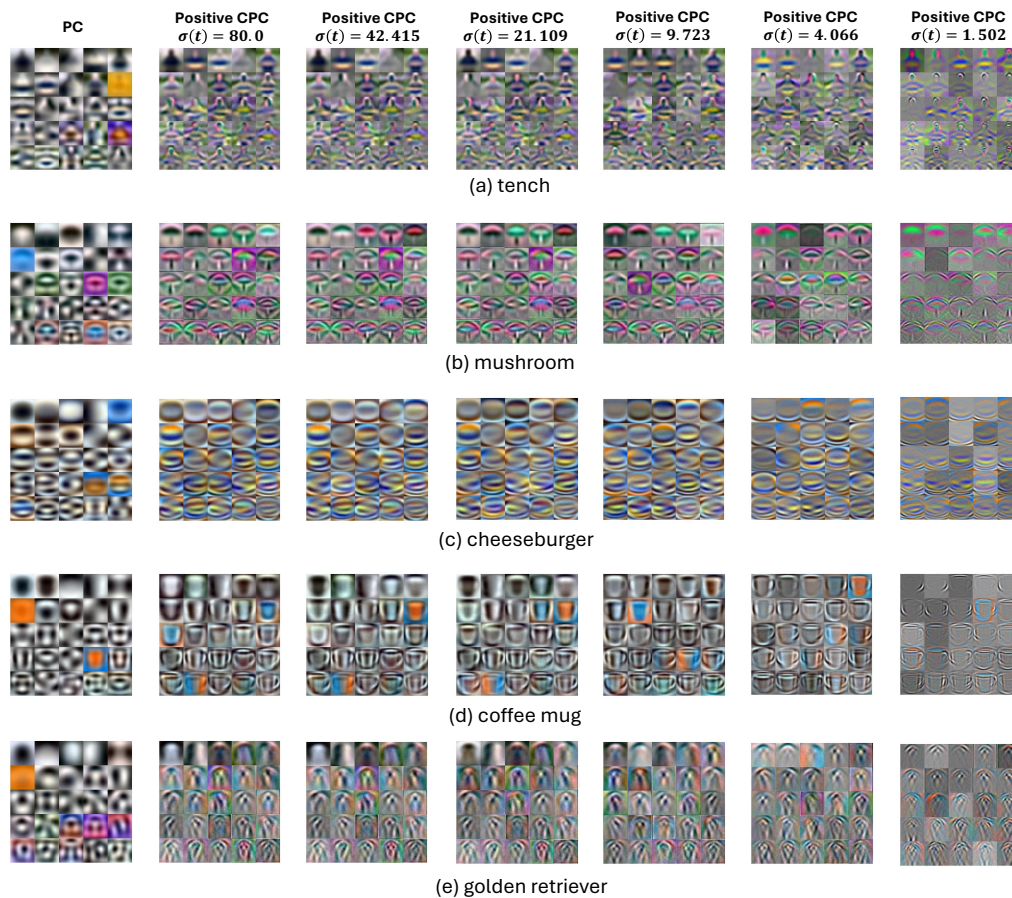 PC
Positive CPC
σ(t) = 80.0
Positive CPC
σ(t) = 42.415
Positive CPC
σ(t) = 21.109
Positive CPC
σ(t) = 9.723
Positive CPC
σ(t) = 4.066
Positive CPC
σ(t) = 1.502
(a) tench
(b) mushroom
(c) cheeseburger
(d) coffee mug
(e) golden retriever